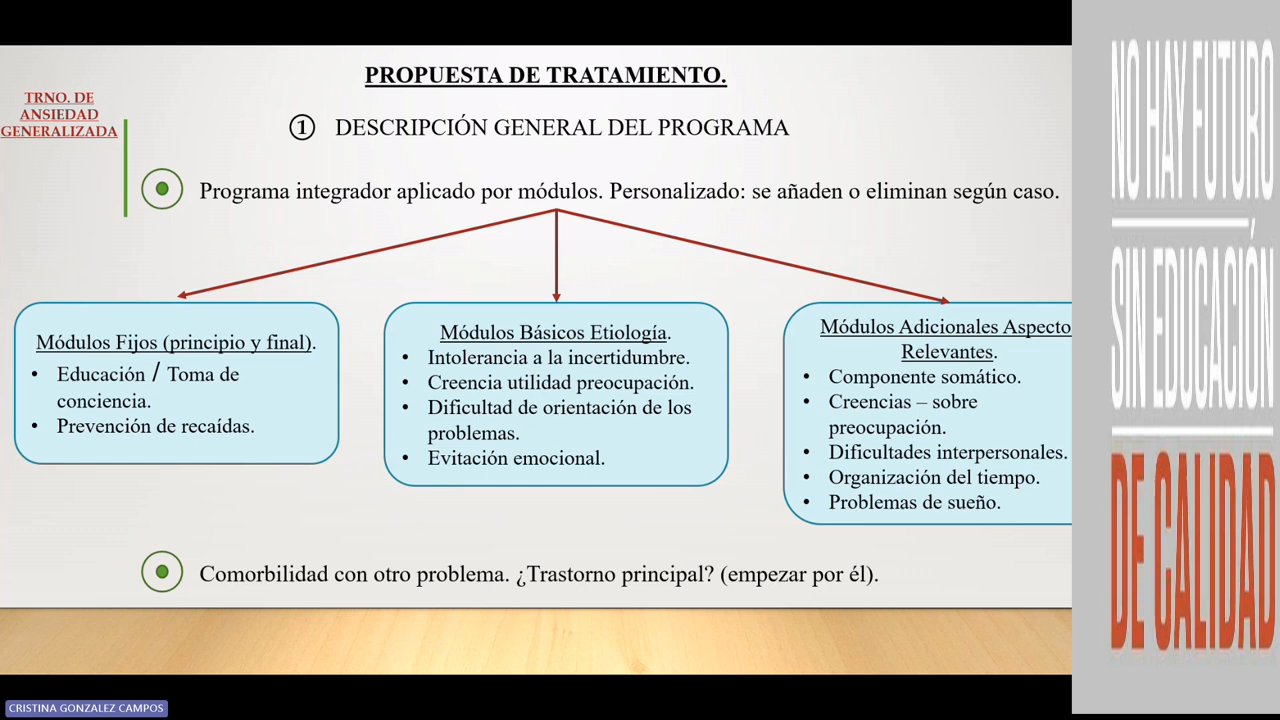 PROPUESTA DE TRATAMIENTO.
TRNO. DE
ANSIEDAD
GENERALIZADA
① DESCRIPCIÓN GENERAL DEL PROGRAMA
Programa integrador aplicado por módulos. Personalizado: se añaden o eliminan según caso.
Módulos Fijos (principio y final).
• Educación / Toma de
conciencia.
• Prevención de recaídas.
Módulos Básicos Etiología.
• Intolerancia a la incertidumbre.
• Creencia utilidad preocupación.
• Dificultad de orientación de los
problemas.
• Evitación emocional.
Módulos Adicionales Aspecto
Relevantes.
• Componente somático.
• Creencias – sobre
preocupación.
• Dificultades interpersonales.
• Organización del tiempo.
• Problemas de sueño.
Comorbilidad con otro problema. ¿Trastorno principal? (empezar por él).
NO HAY FUTURO
SIN EDUCACIÓN
DE CALIDAD
CRISTINA GONZALEZ CAMPOS